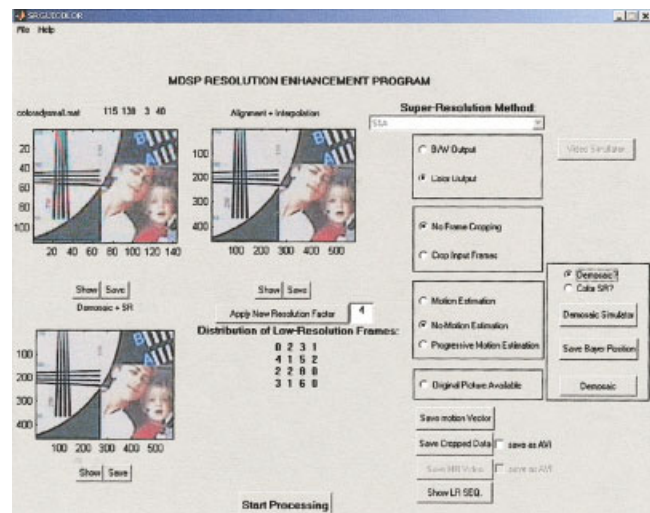 SRGUICOLOR
File Help
MDSP RESOLUTION ENHANCEMENT PROGRAM
115 138 3 40
Alignment + Interpolation
Super-Resolution Method:
S&A
B/W Output
Color Output
Video Simulator
No Frame Cropping
Crop Input Frames
20
40
60
80
100
20 40 60 80 100 120 140
100
200
300
400
100 200 300 400 500
Show Save
Show Save
Apply New Resolution Factor 4
Demosaic?
Color SR?
Demosaic Simulator
Save Bayer Position
Demosaic
Motion Estimation
No Motion Estimation
Progressive Motion Estimation
Original Picture Available
Demosaic + SR
Distribution of Low-Resolution Frames:
0 2 3 1
4 1 5 2
2 2 8 0
3 1 6 0
100
200
300
400
100 200 300 400 500
Show Save
Save motion Vector
Save Cropped Data save as AVI
Save HR Video save as AVI
Show LR SEQ.
Start Processing